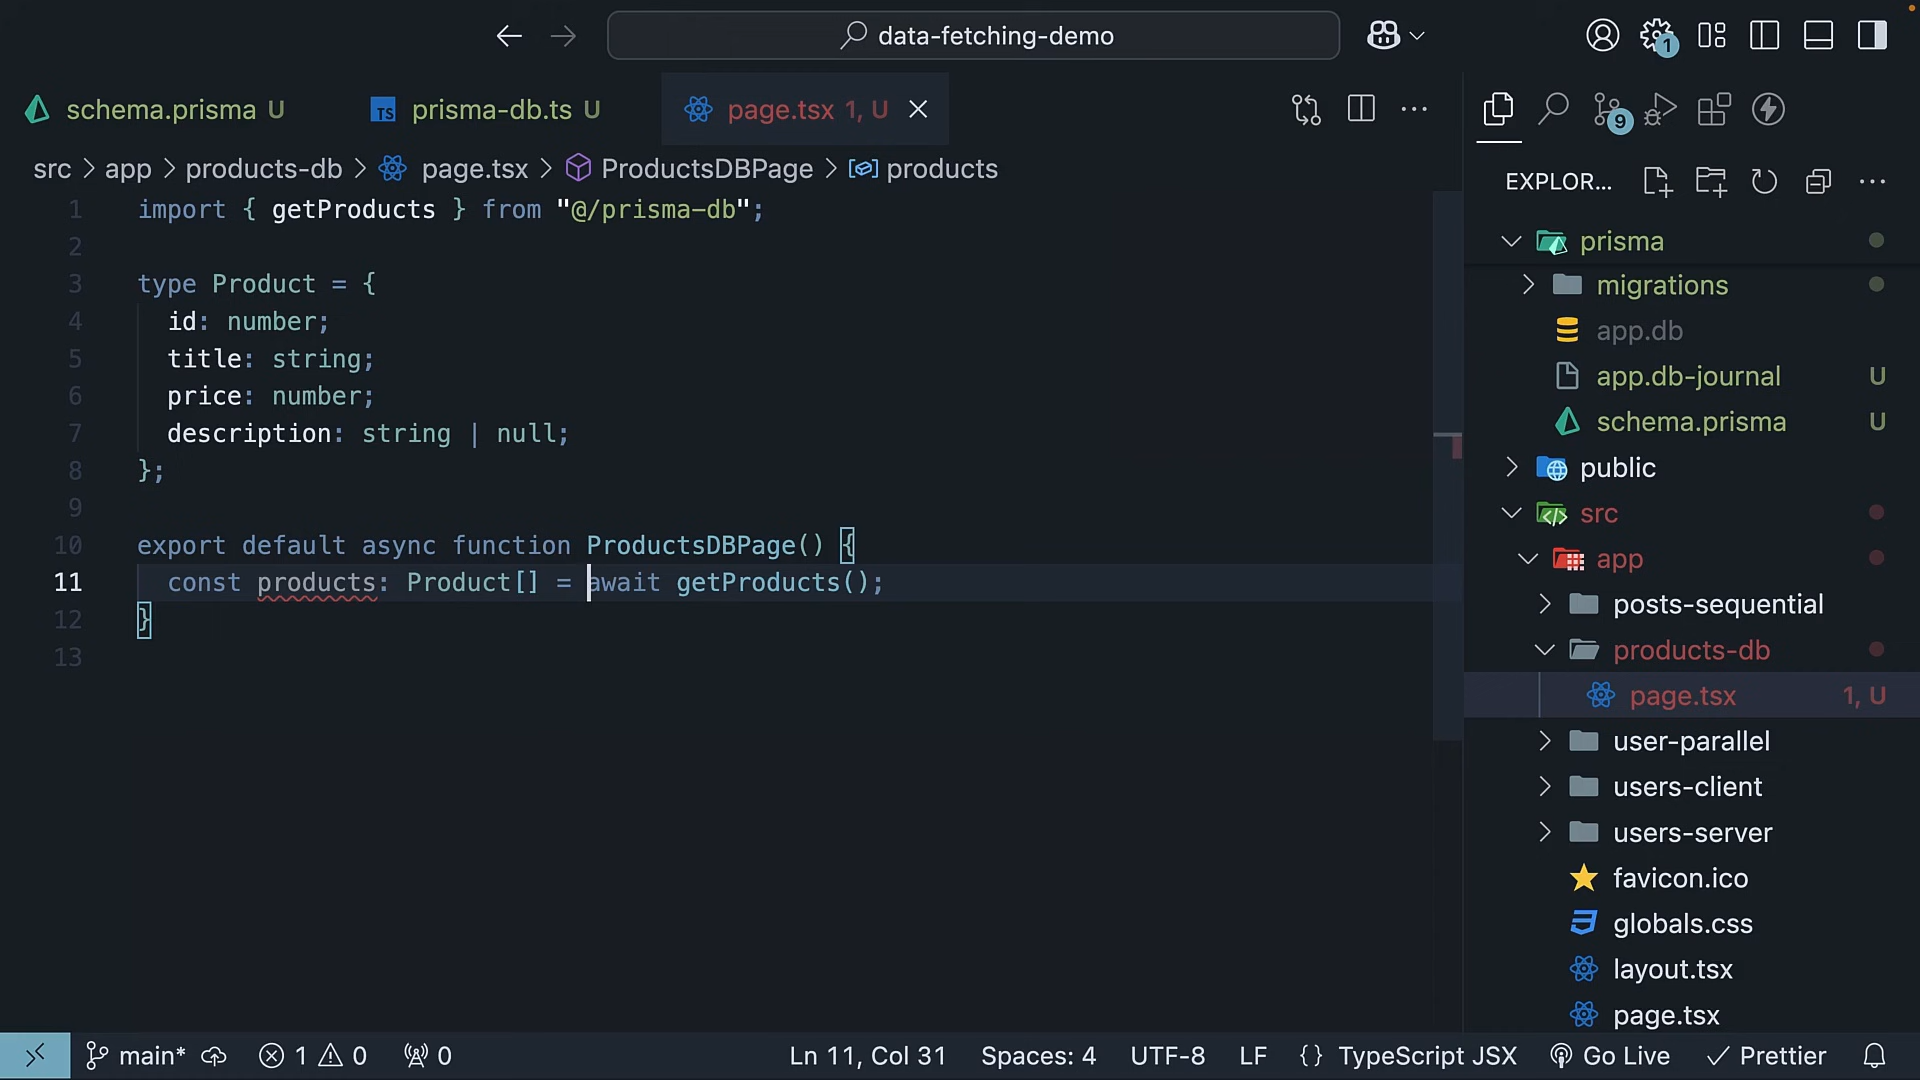 data-fetching-demo
1
schema.prisma U
TS prisma-db.ts U
page.tsx 1, U
9
src > app > products-db > page.tsx > ProductsDBPage > products
EXPLOR...
1 import { getProducts } from "@/prisma-db";
2
3 type Product = {
4 id: number;
5 title: string;
6 price: number;
7 description: string | null;
8 };
9
10 export default async function ProductsDBPage() {
11 const products: Product[] = await getProducts();
12 }
13
prisma
migrations
app.db
app.db-journal U
schema.prisma U
public
src
app
posts-sequential
products-db
page.tsx 1, U
user-parallel
users-client
users-server
favicon.ico
globals.css
layout.tsx
page.tsx
main* 1 0 0 Ln 11, Col 31 Spaces: 4 UTF-8 LF {} TypeScript JSX Go Live Prettier